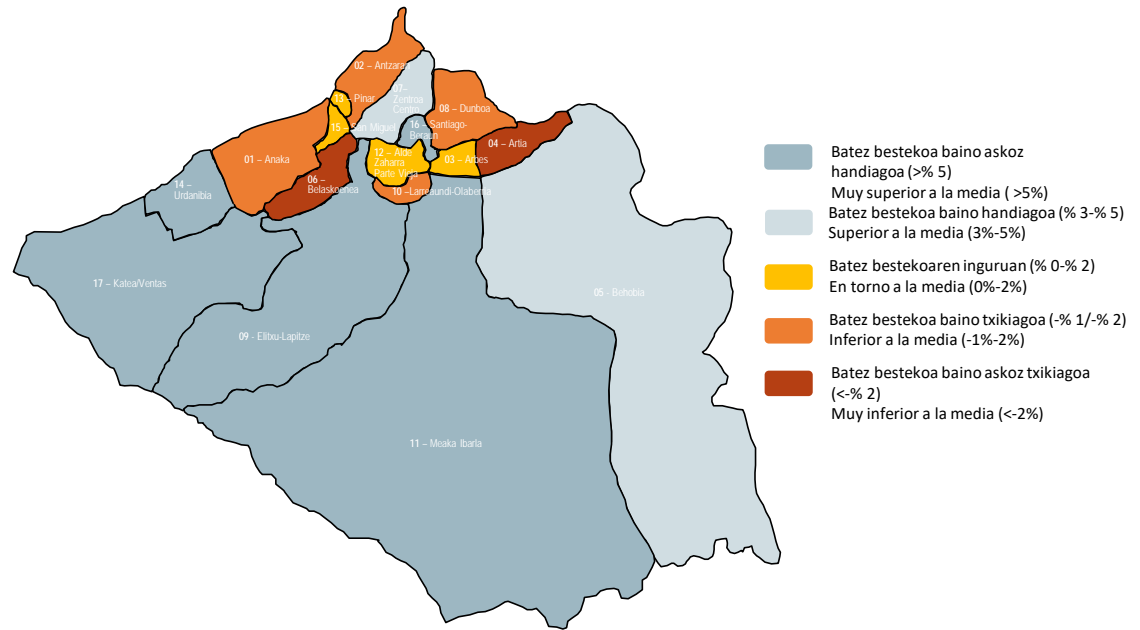 02 – Antzaran
07–
Zentroa
Centro
13 – Pinar
08 – Dunboa
15 – San Miguel
16 – Santiago-
Beraun
04 – Artia
12 – Alde
Zaharra
Parte Vieja
03 – Arbes
01 – Anaka
06 –
Belaskoenea
14 –
Urdanibia
10 –Larreaundi-Olaberria
17 – Katea/Ventas
05 - Behobia
09 - Elitxu-Lapitze
11 – Meaka Ibarla
Batez bestekoa baino askoz
handiagoa (>% 5)
Muy superior a la media ( >5%)
Batez bestekoa baino handiagoa (% 3-% 5)
Superior a la media (3%-5%)
Batez bestekoaren inguruan (% 0-% 2)
En torno a la media (0%-2%)
Batez bestekoa baino txikiagoa (-% 1/-% 2)
Inferior a la media (-1%-2%)
Batez bestekoa baino askoz txikiagoa
(<-% 2)
Muy inferior a la media (<-2%)